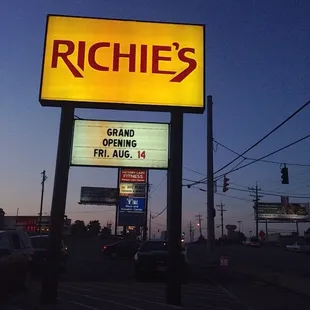 RICHIE'S
GRAND
OPENING
FRI. AUG. 14
FITNESS